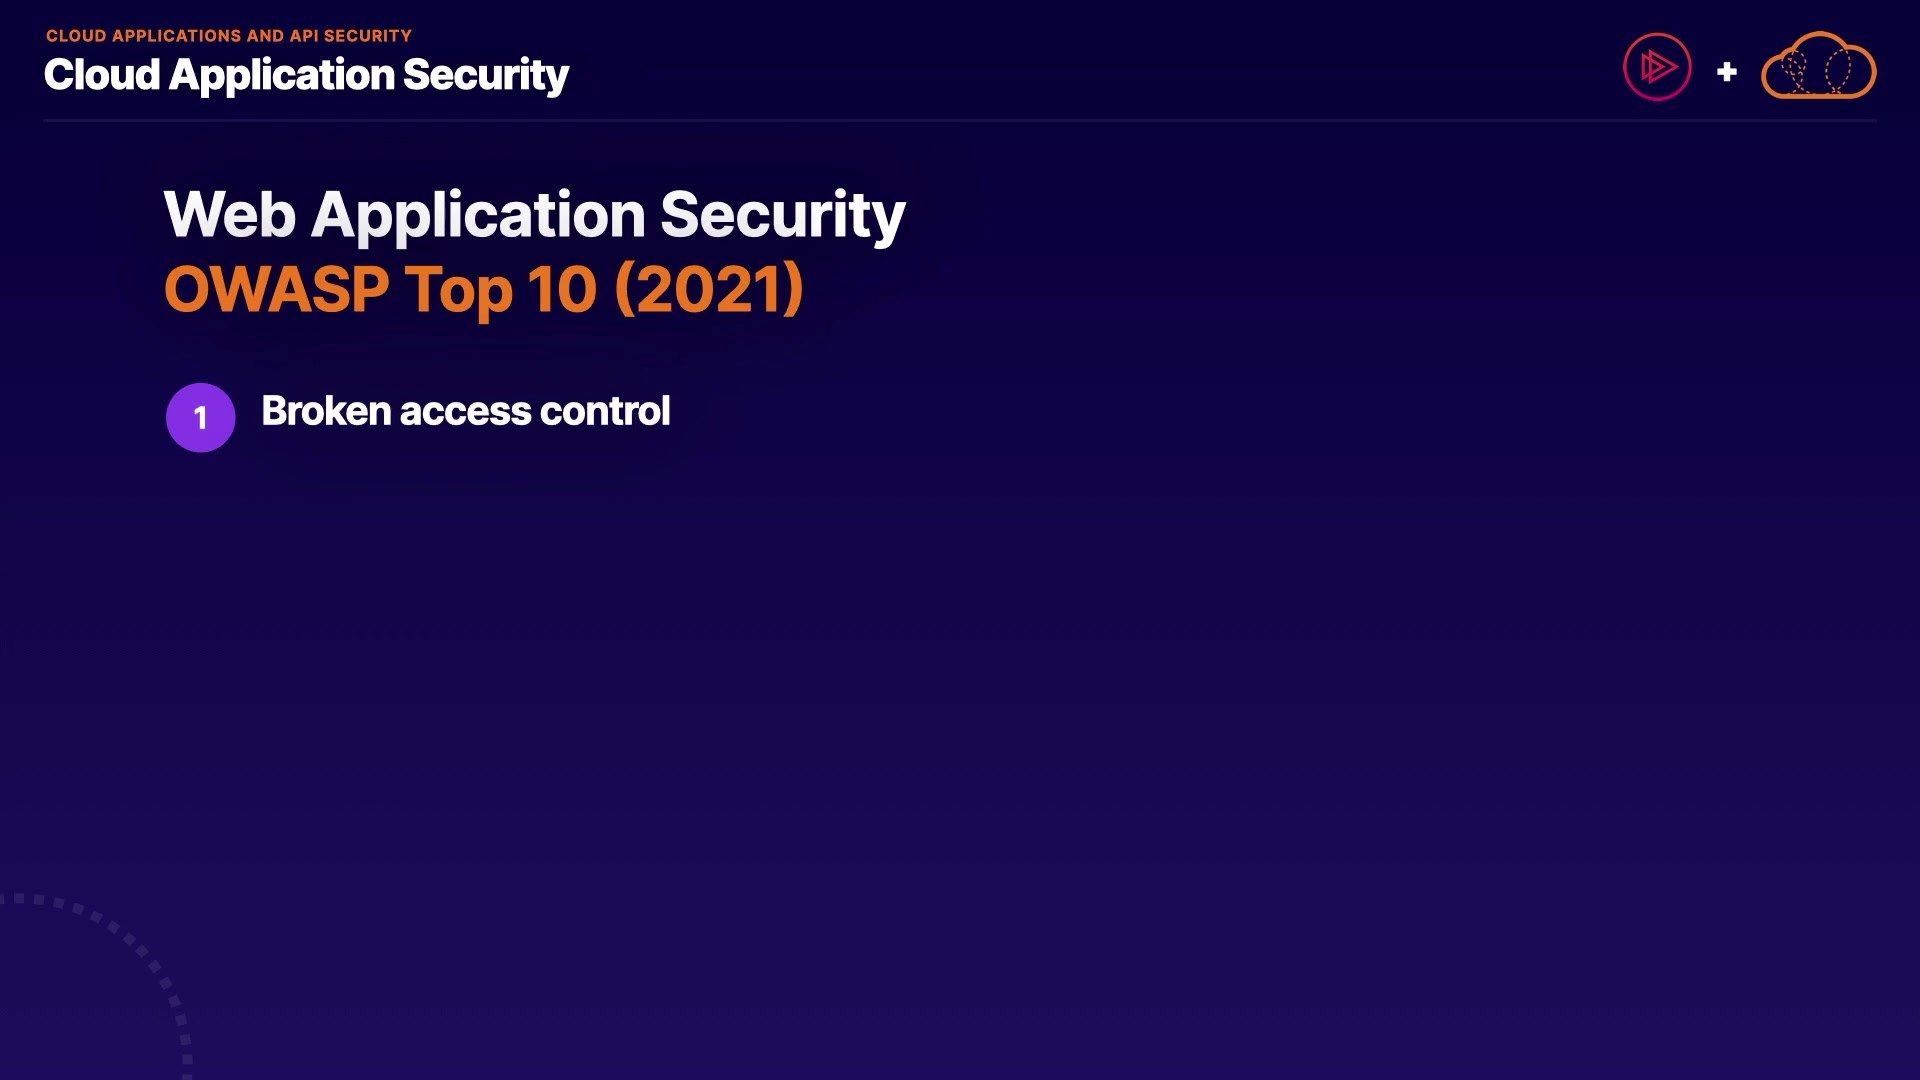 CLOUD APPLICATIONS AND API SECURITY
Cloud Application Security
+
Web Application Security
OWASP Top 10 (2021)
1 Broken access control